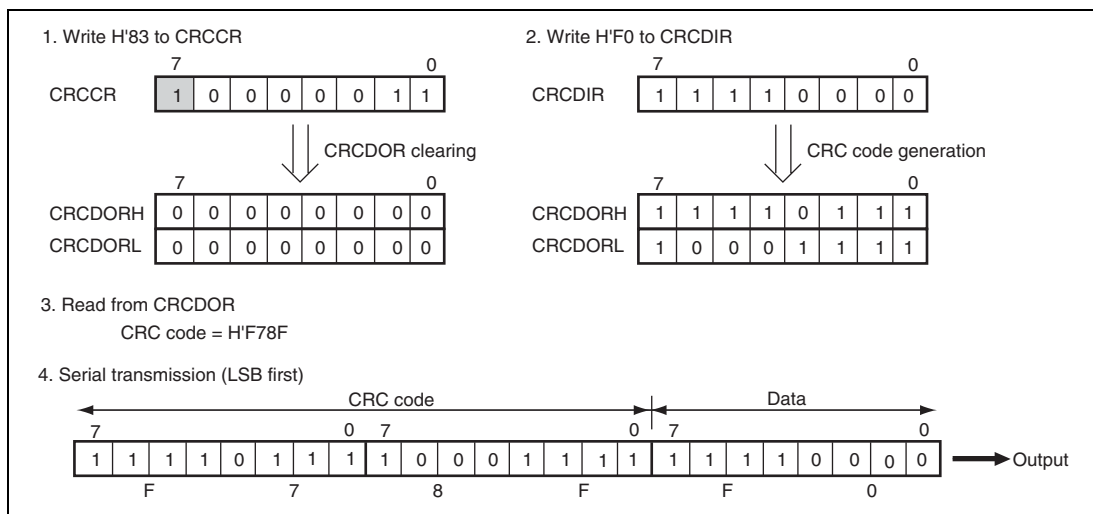 1. Write H'83 to CRCCR
7 0
CRCCR 1 0 0 0 0 0 1 1
CRCDOR clearing
7 0
CRCDORH 0 0 0 0 0 0 0 0
CRCDORL 0 0 0 0 0 0 0 0
2. Write H'F0 to CRCDIR
7 0
CRCDIR 1 1 1 1 0 0 0 0
CRC code generation
7 0
CRCDORH 1 1 1 1 0 1 1 1
CRCDORL 1 0 0 0 1 1 1 1
3. Read from CRCDOR
CRC code = H'F78F
4. Serial transmission (LSB first)
CRC code Data
7 0 7 0 7 0
1 1 1 1 0 1 1 1 1 0 0 0 1 1 1 1 1 1 1 1 0 0 0 0 Output
F 7 8 F F 0